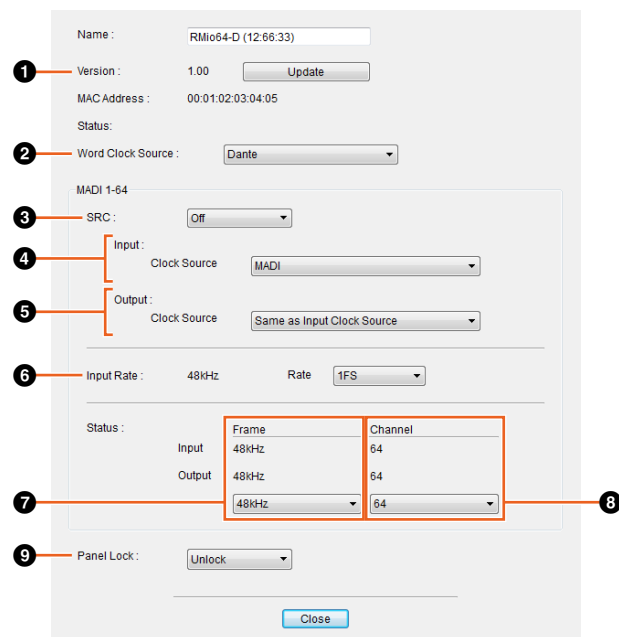 Name : RMio64-D (12:66:33)
1 Version : 1.00 Update
MAC Address : 00:01:02:03:04:05
Status:
2 Word Clock Source : Dante
MADI 1-64
3 SRC : Off
Input :
4 Clock Source MADI
Output :
5 Clock Source Same as Input Clock Source
6 Input Rate : 48kHz Rate 1FS
Status : Frame Channel
Input 48kHz 64
Output 48kHz 64
7 48kHz 64 8
9 Panel Lock : Unlock
Close